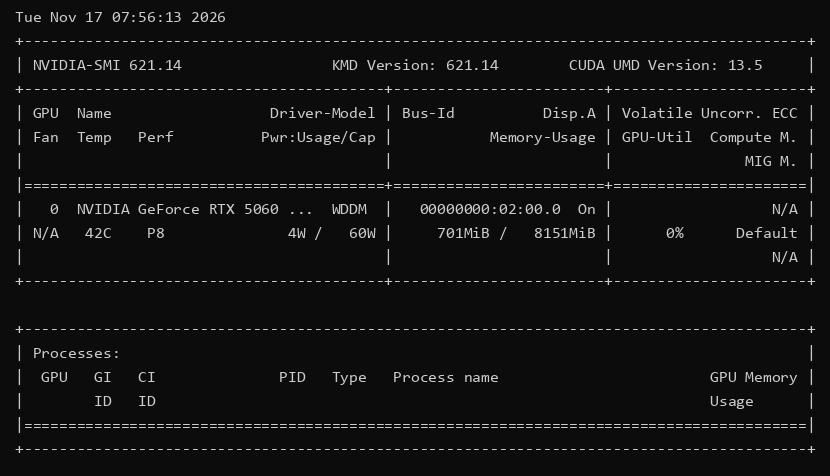 Tue Nov 17 07:56:13 2026
+-----------------------------------------------------------------------------------------+
| NVIDIA-SMI 621.14                 KMD Version: 621.14        CUDA UMD Version: 13.5     |
+-----------------------------------------+------------------------+----------------------+
| GPU  Name                  Driver-Model | Bus-Id          Disp.A | Volatile Uncorr. ECC |
| Fan  Temp   Perf          Pwr:Usage/Cap |           Memory-Usage | GPU-Util  Compute M. |
|                                         |                        |               MIG M. |
|=========================================+========================+======================|
|   0  NVIDIA GeForce RTX 5060 ...  WDDM  |   00000000:02:00.0  On |                  N/A |
| N/A   42C    P8              4W /   60W |     701MiB /   8151MiB |      0%      Default |
|                                         |                        |                  N/A |
+-----------------------------------------+------------------------+----------------------+

+-----------------------------------------------------------------------------------------+
| Processes:                                                                              |
|  GPU   GI   CI              PID   Type   Process name                        GPU Memory |
|        ID   ID                                                               Usage      |
|=========================================================================================|
+-----------------------------------------------------------------------------------------+